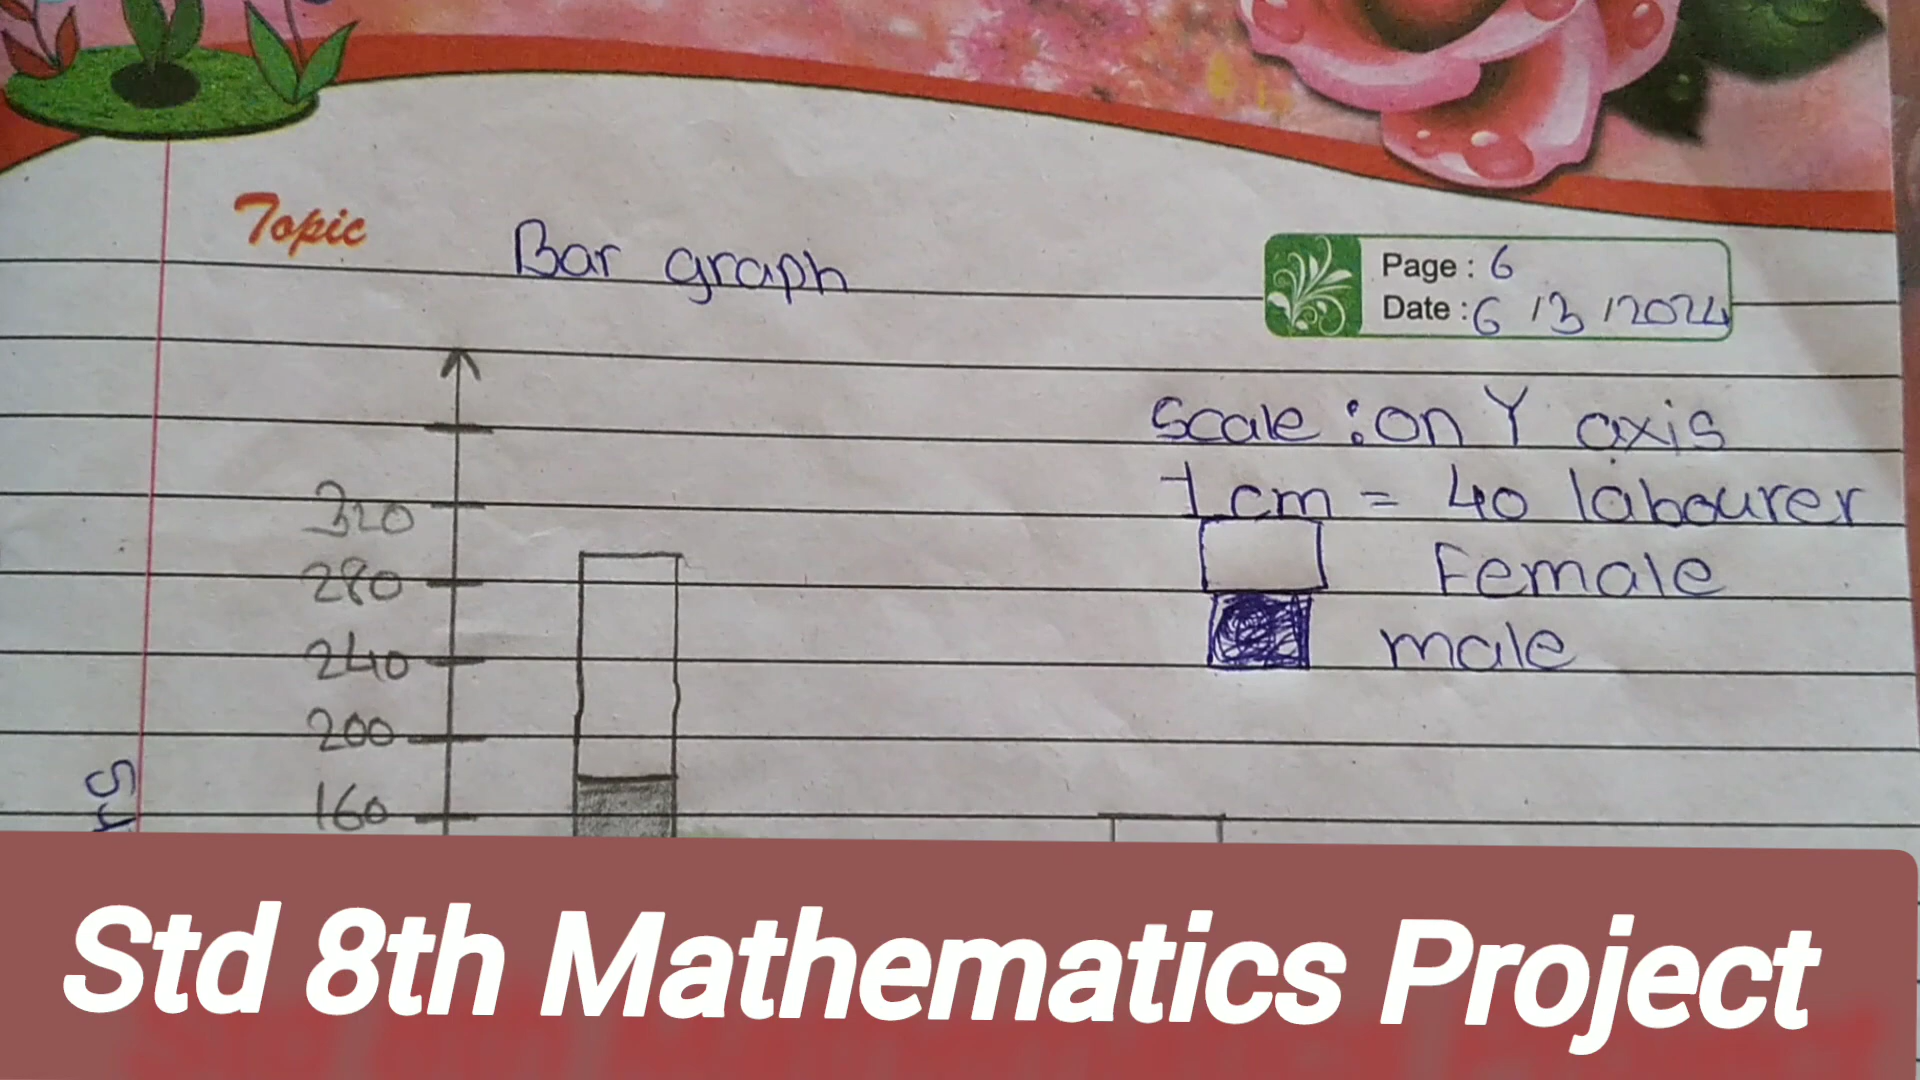 Topic Bar graph
Page : 6
Date : 6 /3 /2024
Scale : on Y axis
1 cm = 40 labourer
Female
male
320
280
240
200
160
Std 8th Mathematics Project